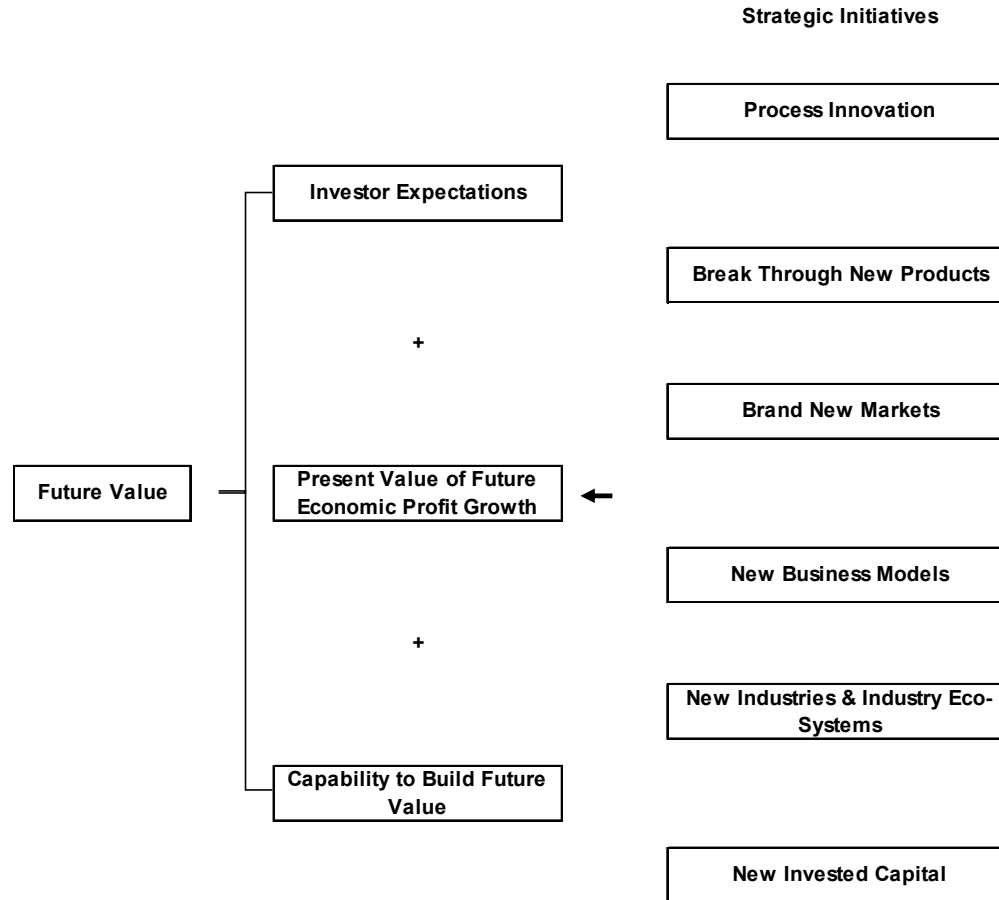 Strategic Initiatives
Process Innovation
Investor Expectations
Break Through New Products
+
Brand New Markets
Future Value
Present Value of Future
Economic Profit Growth
New Business Models
+
New Industries & Industry Eco-
Systems
Capability to Build Future
Value
New Invested Capital